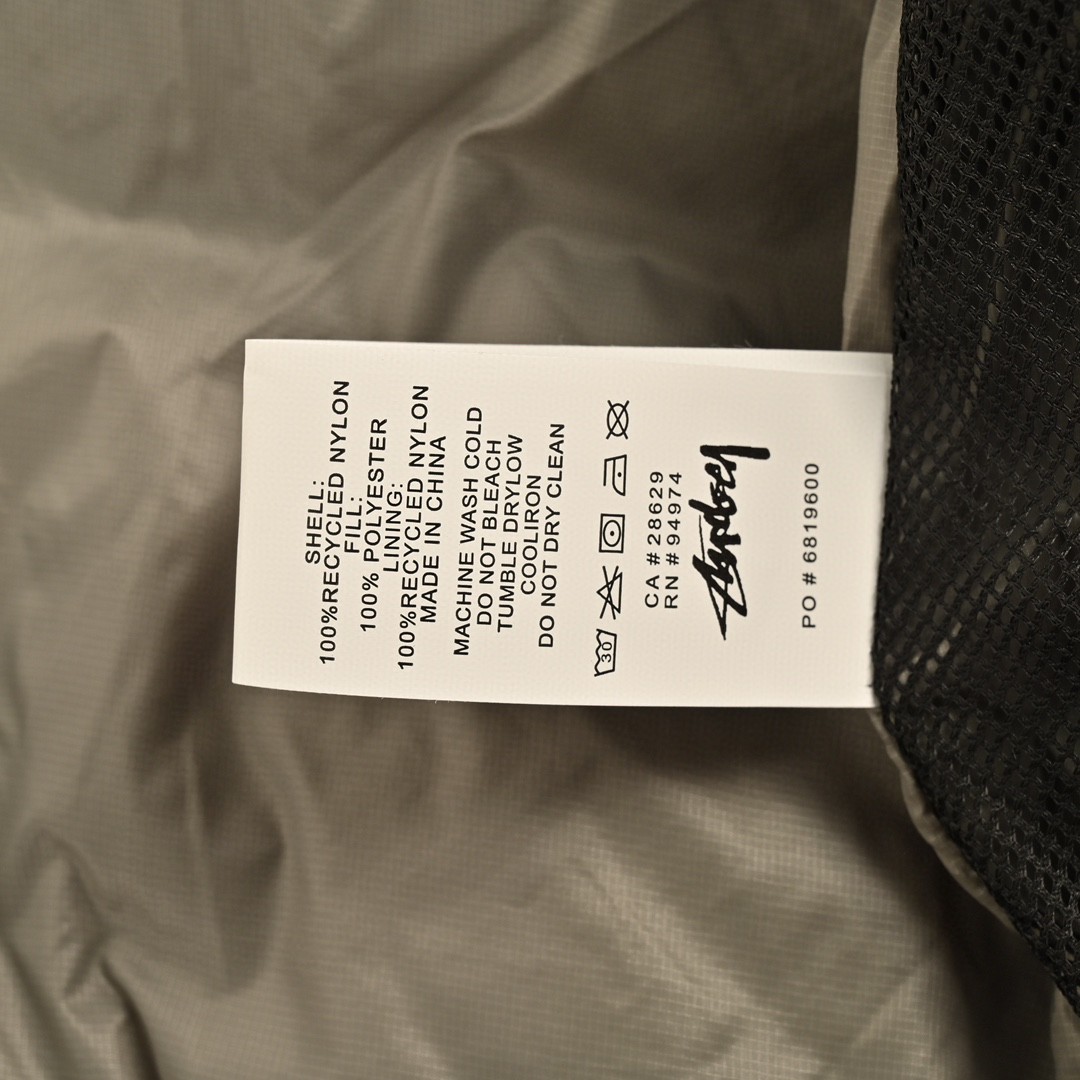 SHELL:
100%RECYCLED NYLON
FILL:
100% POLYESTER
LINING:
100%RECYCLED NYLON
MADE IN CHINA
MACHINE WASH COLD
DO NOT BLEACH
TUMBLE DRYLOW
COOLIRON
DO NOT DRY CLEAN
30
CA # 28629
RN # 94974
Stüssy
PO # 6819600